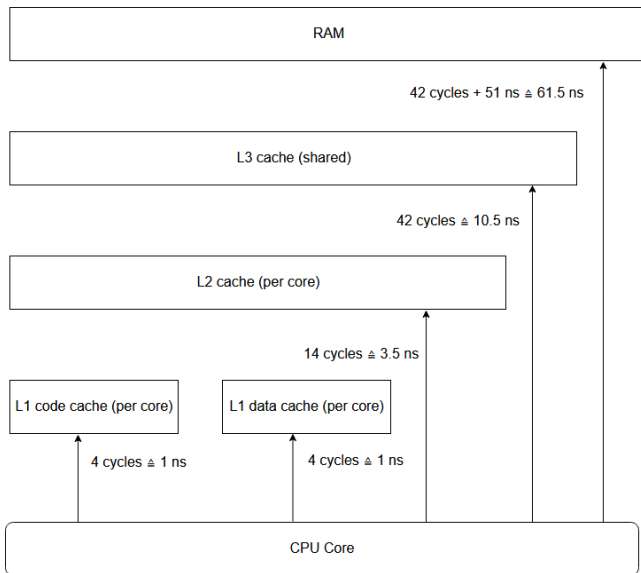 RAM
42 cycles + 51 ns ≙ 61.5 ns
L3 cache (shared)
42 cycles ≙ 10.5 ns
L2 cache (per core)
14 cycles ≙ 3.5 ns
L1 code cache (per core)
L1 data cache (per core)
4 cycles ≙ 1 ns
4 cycles ≙ 1 ns
CPU Core